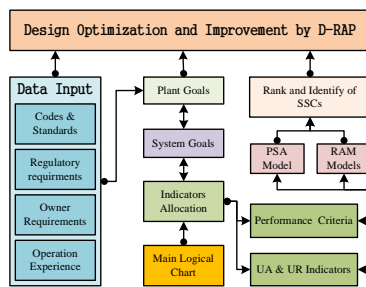 Design Optimization and Improvement by D-RAP
Data Input
Codes &
Standards
Regulatory
requirments
Owner
Requirements
Operation
Experience
Plant Goals
System Goals
Indicators
Allocation
Main Logical
Chart
Rank and Identify of
SSCs
PSA
Model
RAM
Models
Performance Criteria
UA & UR Indicators